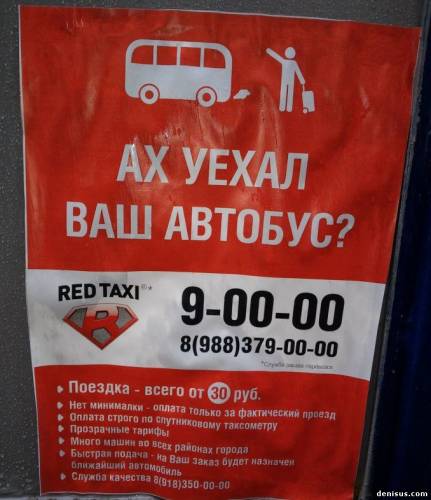 АХ УЕХАЛ
ВАШ АВТОБУС?
RED TAXI ®*
R
9-00-00
8(988)379-00-00
*Служба заказа перевозки
Поездка - всего от 30 руб.
Нет минималки - оплата только за фактический проезд
Оплата строго по спутниковому таксометру
Прозрачные тарифы
Много машин во всех районах города
Быстрая подача - на Ваш заказ будет назначен
ближайший автомобиль
Служба качества 8(918)350-00-00
denisus.com